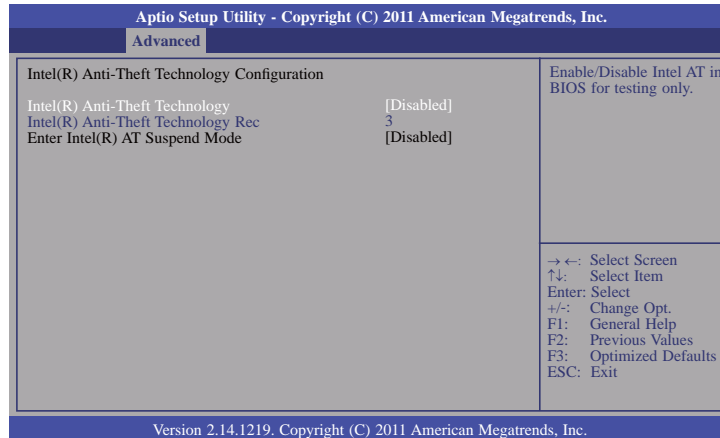 Aptio Setup Utility - Copyright (C) 2011 American Megatrends, Inc.
Advanced
Intel(R) Anti-Theft Technology Configuration
Intel(R) Anti-Theft Technology [Disabled]
Intel(R) Anti-Theft Technology Rec 3
Enter Intel(R) AT Suspend Mode [Disabled]
Enable/Disable Intel AT in
BIOS for testing only.
→ ←: Select Screen
↑↓: Select Item
Enter: Select
+/-: Change Opt.
F1: General Help
F2: Previous Values
F3: Optimized Defaults
ESC: Exit
Version 2.14.1219. Copyright (C) 2011 American Megatrends, Inc.